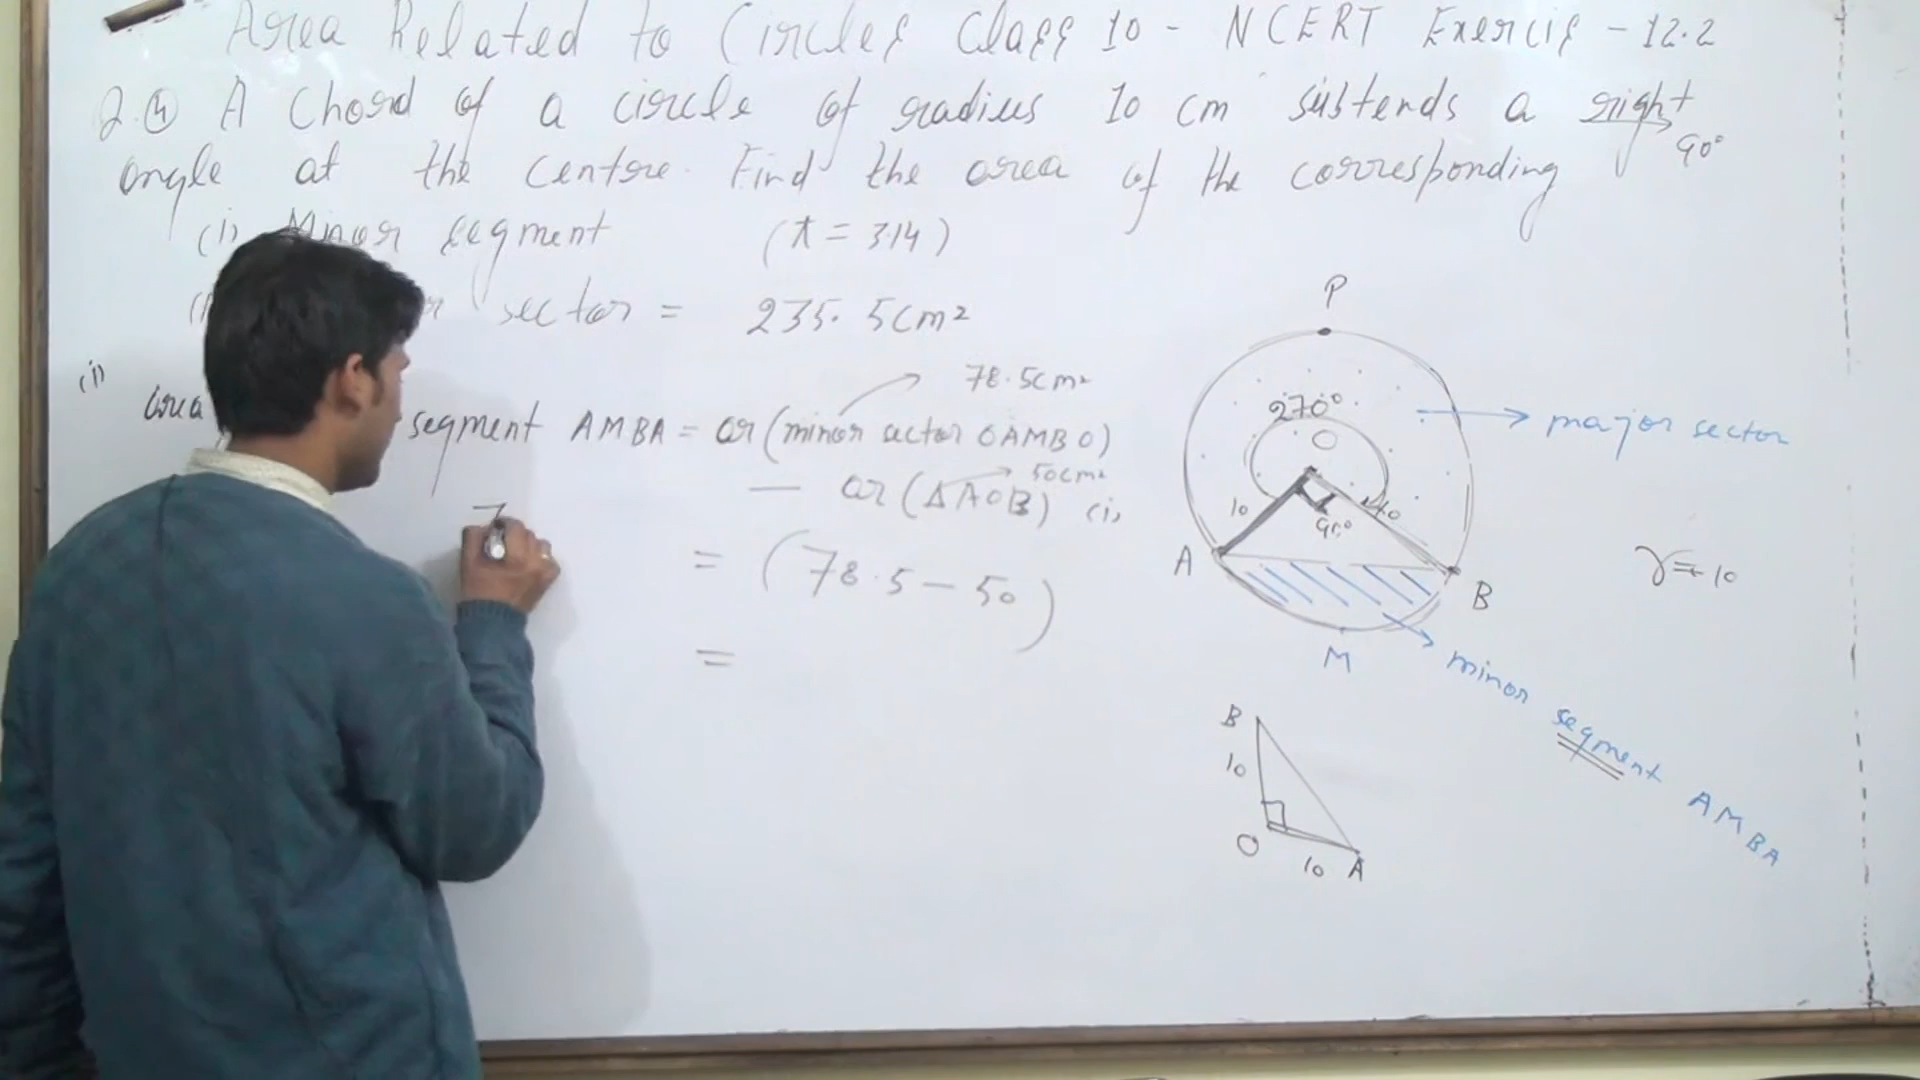 Area Related to Circles Class 10 - NCERT Exercise - 12.2
Q.4 A Chord of a circle of radius 10 cm subtends a right
90°
angle at the centre. Find the area of the corresponding
(i) Minor segment (π = 3.14)
sector = 235.5cm²
(i)
area segment AMBA = ar(minor sector OAMBO)
78.5cm²
- ar(ΔAOB) (i)
50cm²
= (78.5 - 50)
=
7
P
270°
O
10
10
90°
A
B
M
major sector
r = 10
minor segment AMBA
B
10
O
10 A